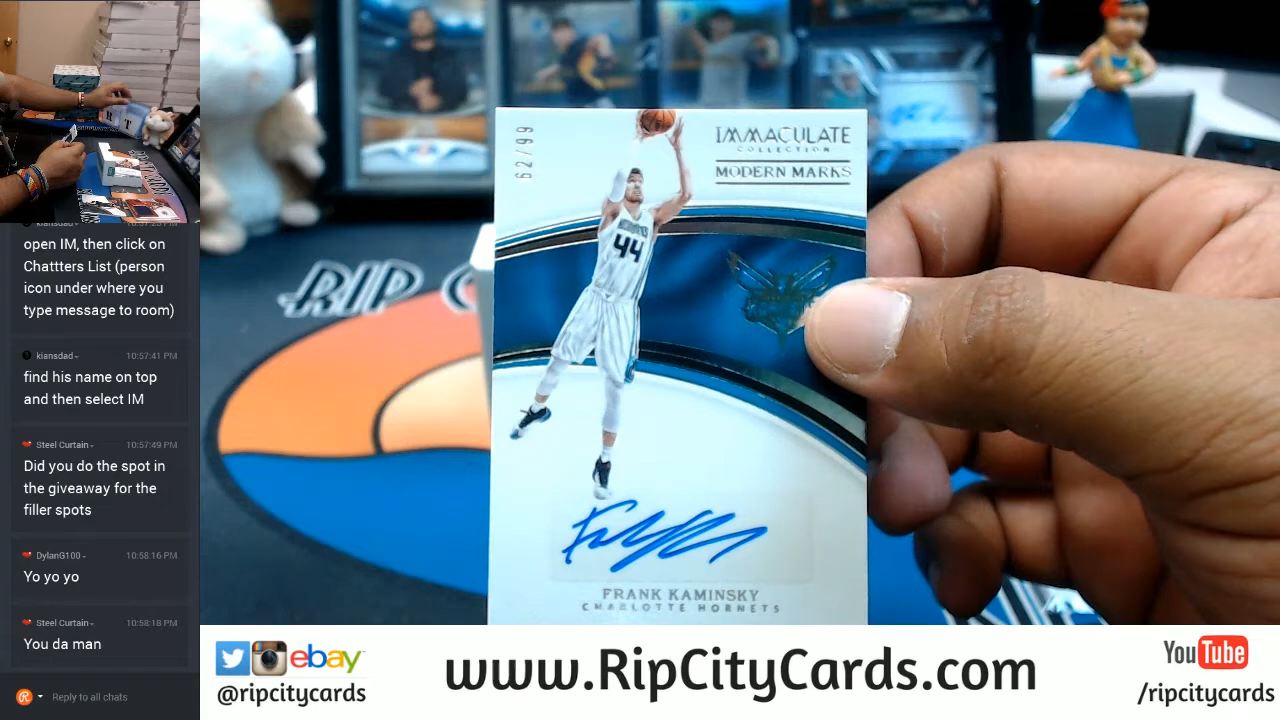 open IM, then click on
Chattters List (person
icon under where you
type message to room)
kiansdad
10:57:41 PM
find his name on top
and then select IM
Steel Curtain
10:57:49 PM
Did you do the spot in
the giveaway for the
filler spots
DylanG100
10:58:16 PM
Yo yo yo
Steel Curtain
10:58:18 PM
You da man
Reply to all chats
62/99
IMMACULATE
COLLECTION
MODERN MARKS
44
RIP C
FRANK KAMINSKY
CHARLOTTE HORNETS
ebay
@ripcitycards
www.RipCityCards.com
YouTube
/ripcitycards